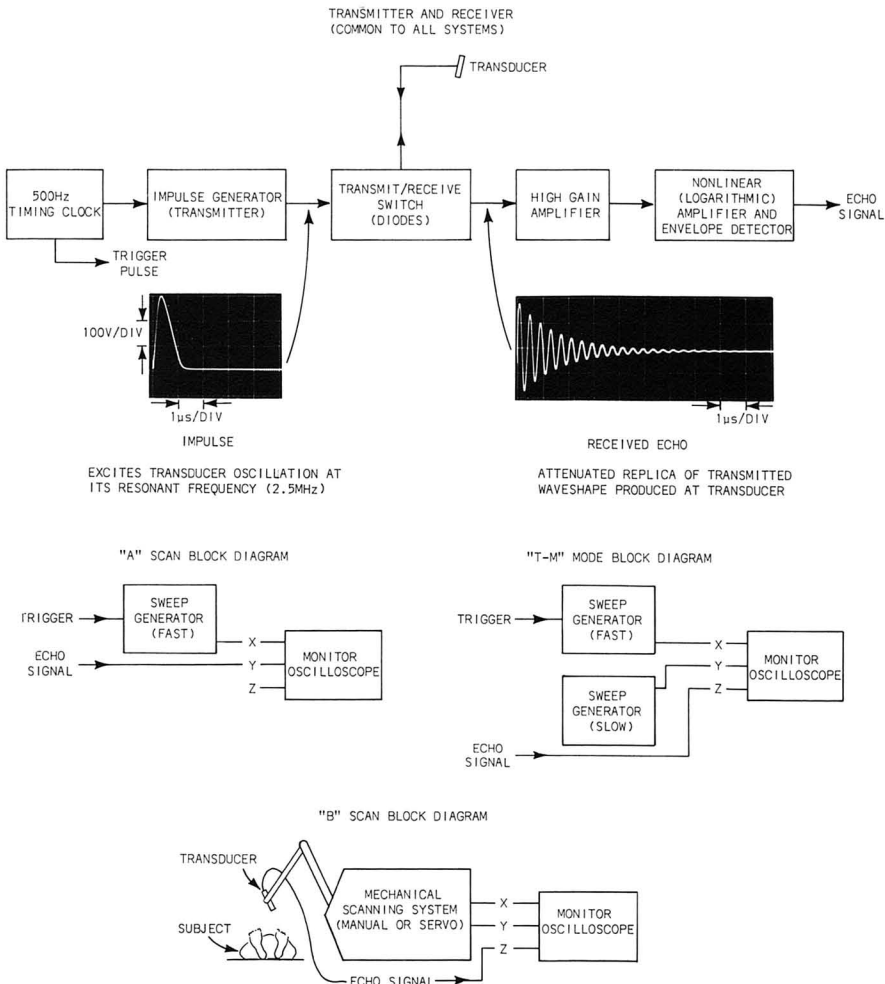 TRANSMITTER AND RECEIVER
(COMMON TO ALL SYSTEMS)
TRANSDUCER
500Hz
TIMING CLOCK
IMPULSE GENERATOR
(TRANSMITTER)
TRANSMIT/RECEIVE
SWITCH
(DIODES)
HIGH GAIN
AMPLIFIER
NONLINEAR
(LOGARITHMIC)
AMPLIFIER AND
ENVELOPE DETECTOR
ECHO
SIGNAL
TRIGGER
PULSE
100V/DIV
1µs/DIV
IMPULSE
EXCITES TRANSDUCER OSCILLATION AT
ITS RESONANT FREQUENCY (2.5MHz)
1µs/DIV
RECEIVED ECHO
ATTENUATED REPLICA OF TRANSMITTED
WAVESHAPE PRODUCED AT TRANSDUCER
"A" SCAN BLOCK DIAGRAM
TRIGGER
SWEEP
GENERATOR
(FAST)
ECHO
SIGNAL
X
Y
Z
MONITOR
OSCILLOSCOPE
"T-M" MODE BLOCK DIAGRAM
TRIGGER
SWEEP
GENERATOR
(FAST)
SWEEP
GENERATOR
(SLOW)
ECHO
SIGNAL
X
Y
Z
MONITOR
OSCILLOSCOPE
"B" SCAN BLOCK DIAGRAM
TRANSDUCER
SUBJECT
MECHANICAL
SCANNING SYSTEM
(MANUAL OR SERVO)
X
Y
Z
MONITOR
OSCILLOSCOPE
ECHO SIGNAL